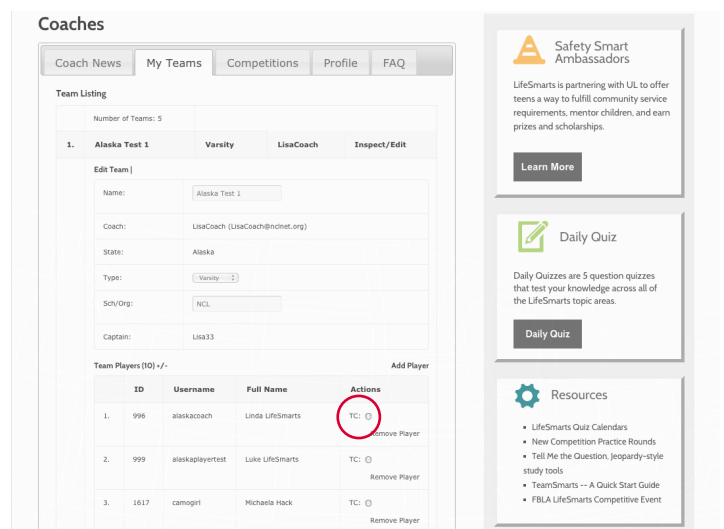 Coaches
Coach News My Teams Competitions Profile FAQ
Team Listing
Number of Teams: 5
1. Alaska Test 1 Varsity LisaCoach Inspect/Edit
Edit Team |
Name: Alaska Test 1
Coach: LisaCoach (LisaCoach@nclnet.org)
State: Alaska
Type: Varsity
Sch/Org: NCL
Captain: Lisa33
Team Players (10) +/- Add Player
ID Username Full Name Actions
1. 996 alaskacoach Linda LifeSmarts TC:
Remove Player
2. 999 alaskaplayertest Luke LifeSmarts TC:
Remove Player
3. 1617 camogirl Michaela Hack TC:
Remove Player
Safety Smart
Ambassadors
LifeSmarts is partnering with UL to offer
teens a way to fulfill community service
requirements, mentor children, and earn
prizes and scholarships.
Learn More
Daily Quiz
Daily Quizzes are 5 question quizzes
that test your knowledge across all of
the LifeSmarts topic areas.
Daily Quiz
Resources
LifeSmarts Quiz Calendars
New Competition Practice Rounds
Tell Me the Question, Jeopardy-style
study tools
TeamSmarts -- A Quick Start Guide
FBLA LifeSmarts Competitive Event